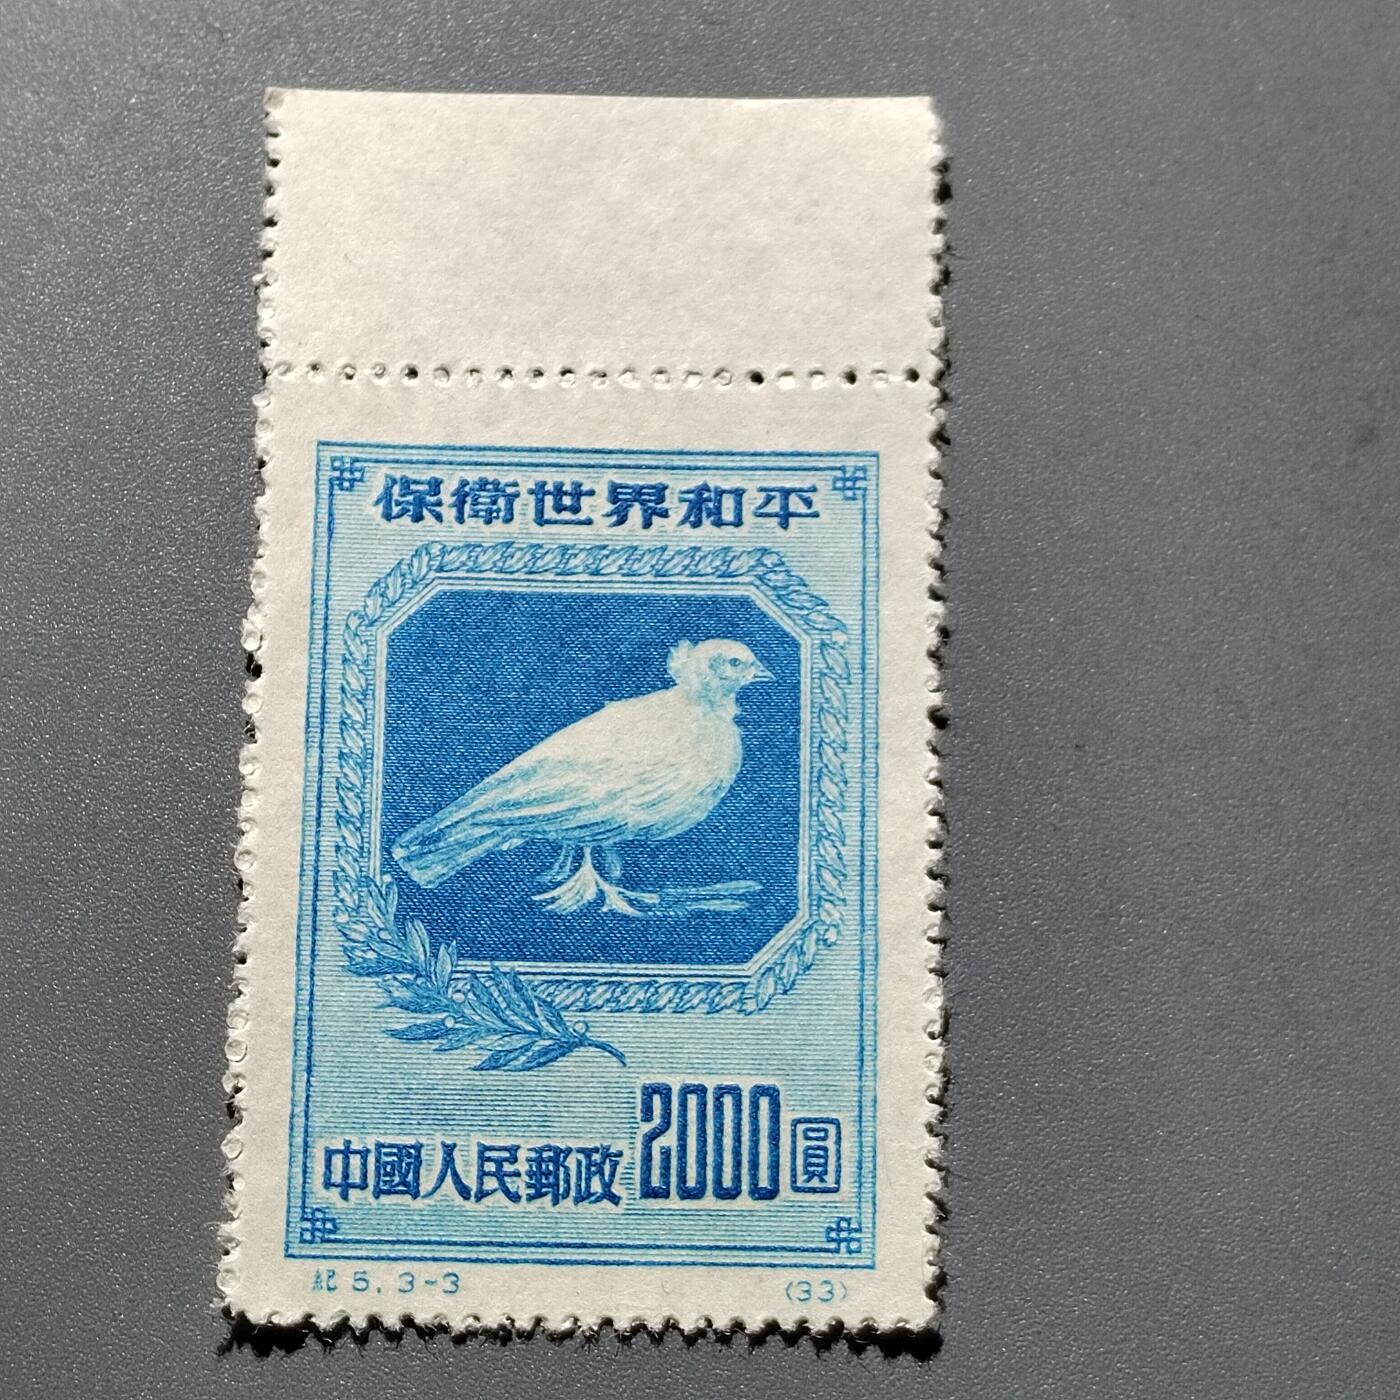 保衛世界和平
中國人民郵政 2000 圓
紀 5. 3-3 (33)